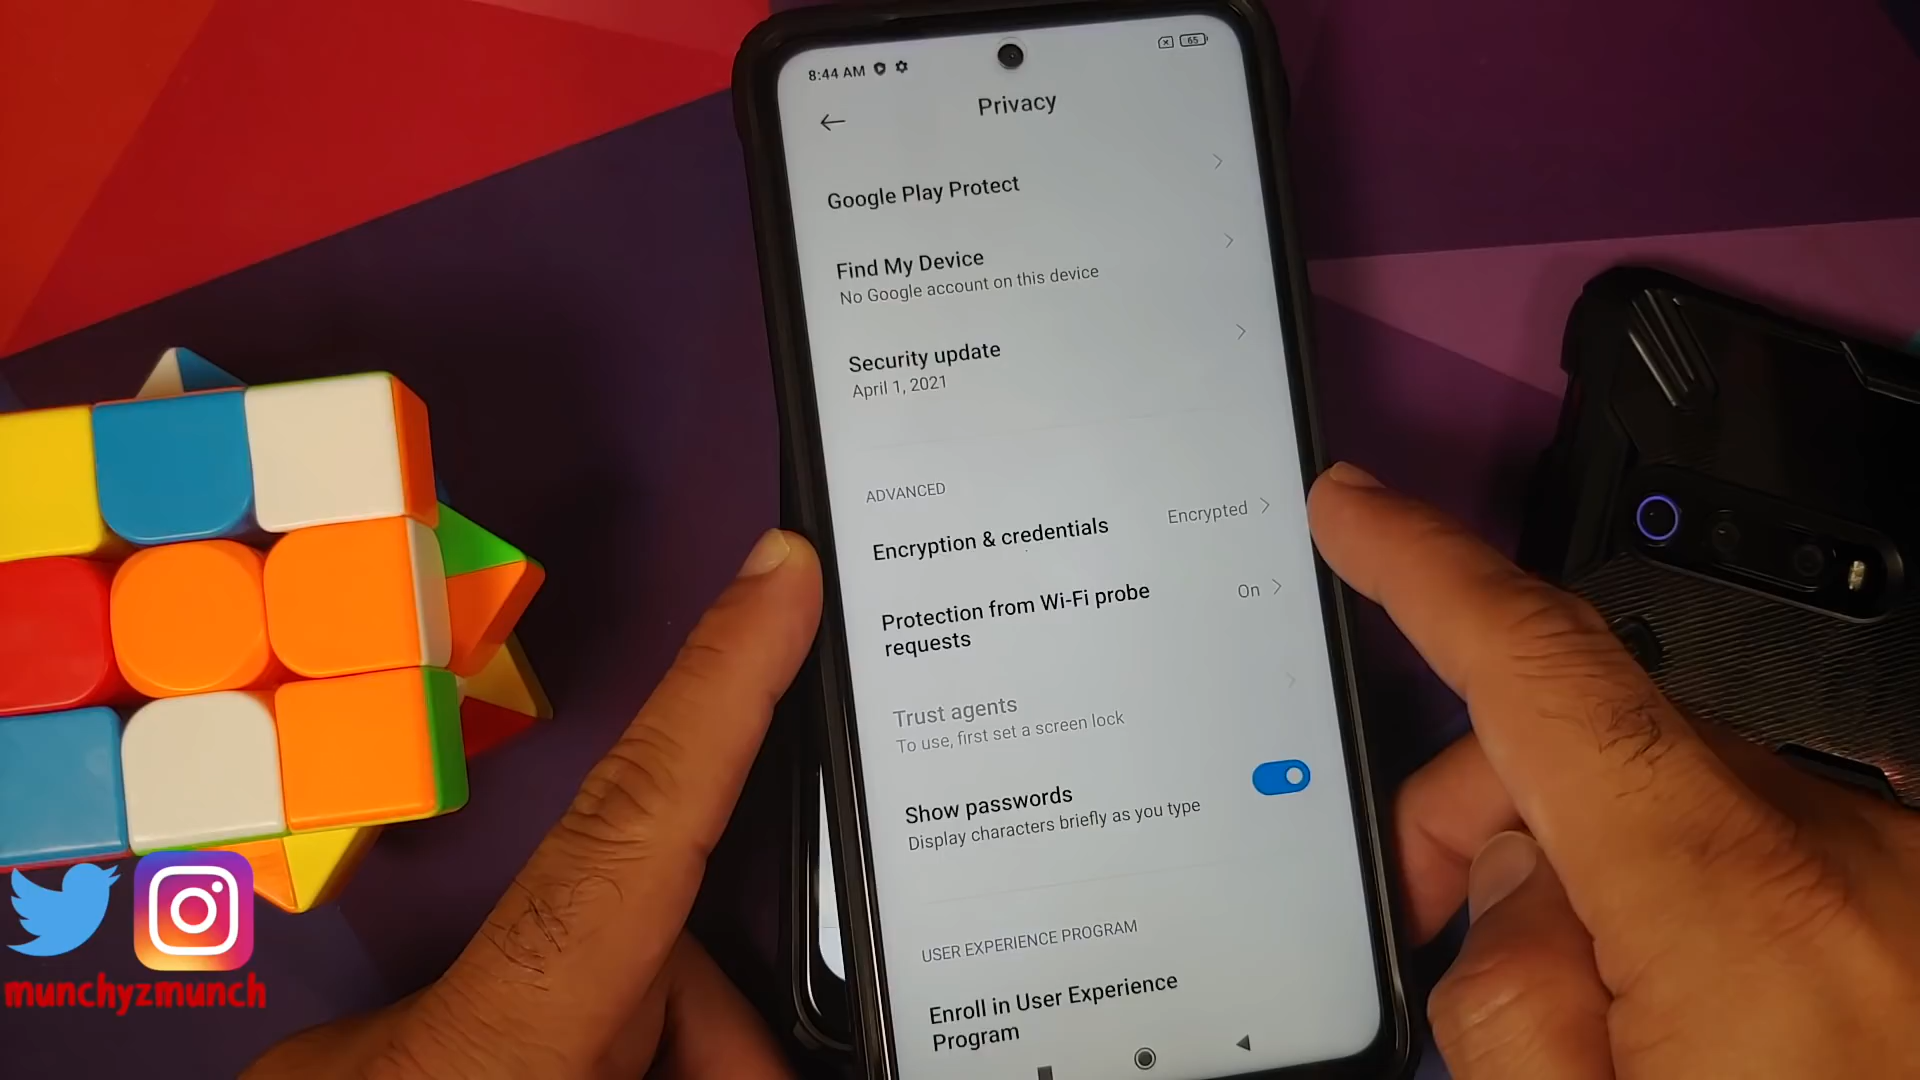 8:44 AM
65
Privacy
Google Play Protect
Find My Device
No Google account on this device
Security update
April 1, 2021
ADVANCED
Encryption & credentials
Encrypted
Protection from Wi-Fi probe
requests
On
Trust agents
To use, first set a screen lock
Show passwords
Display characters briefly as you type
USER EXPERIENCE PROGRAM
Enroll in User Experience
Program
munchyzmunch